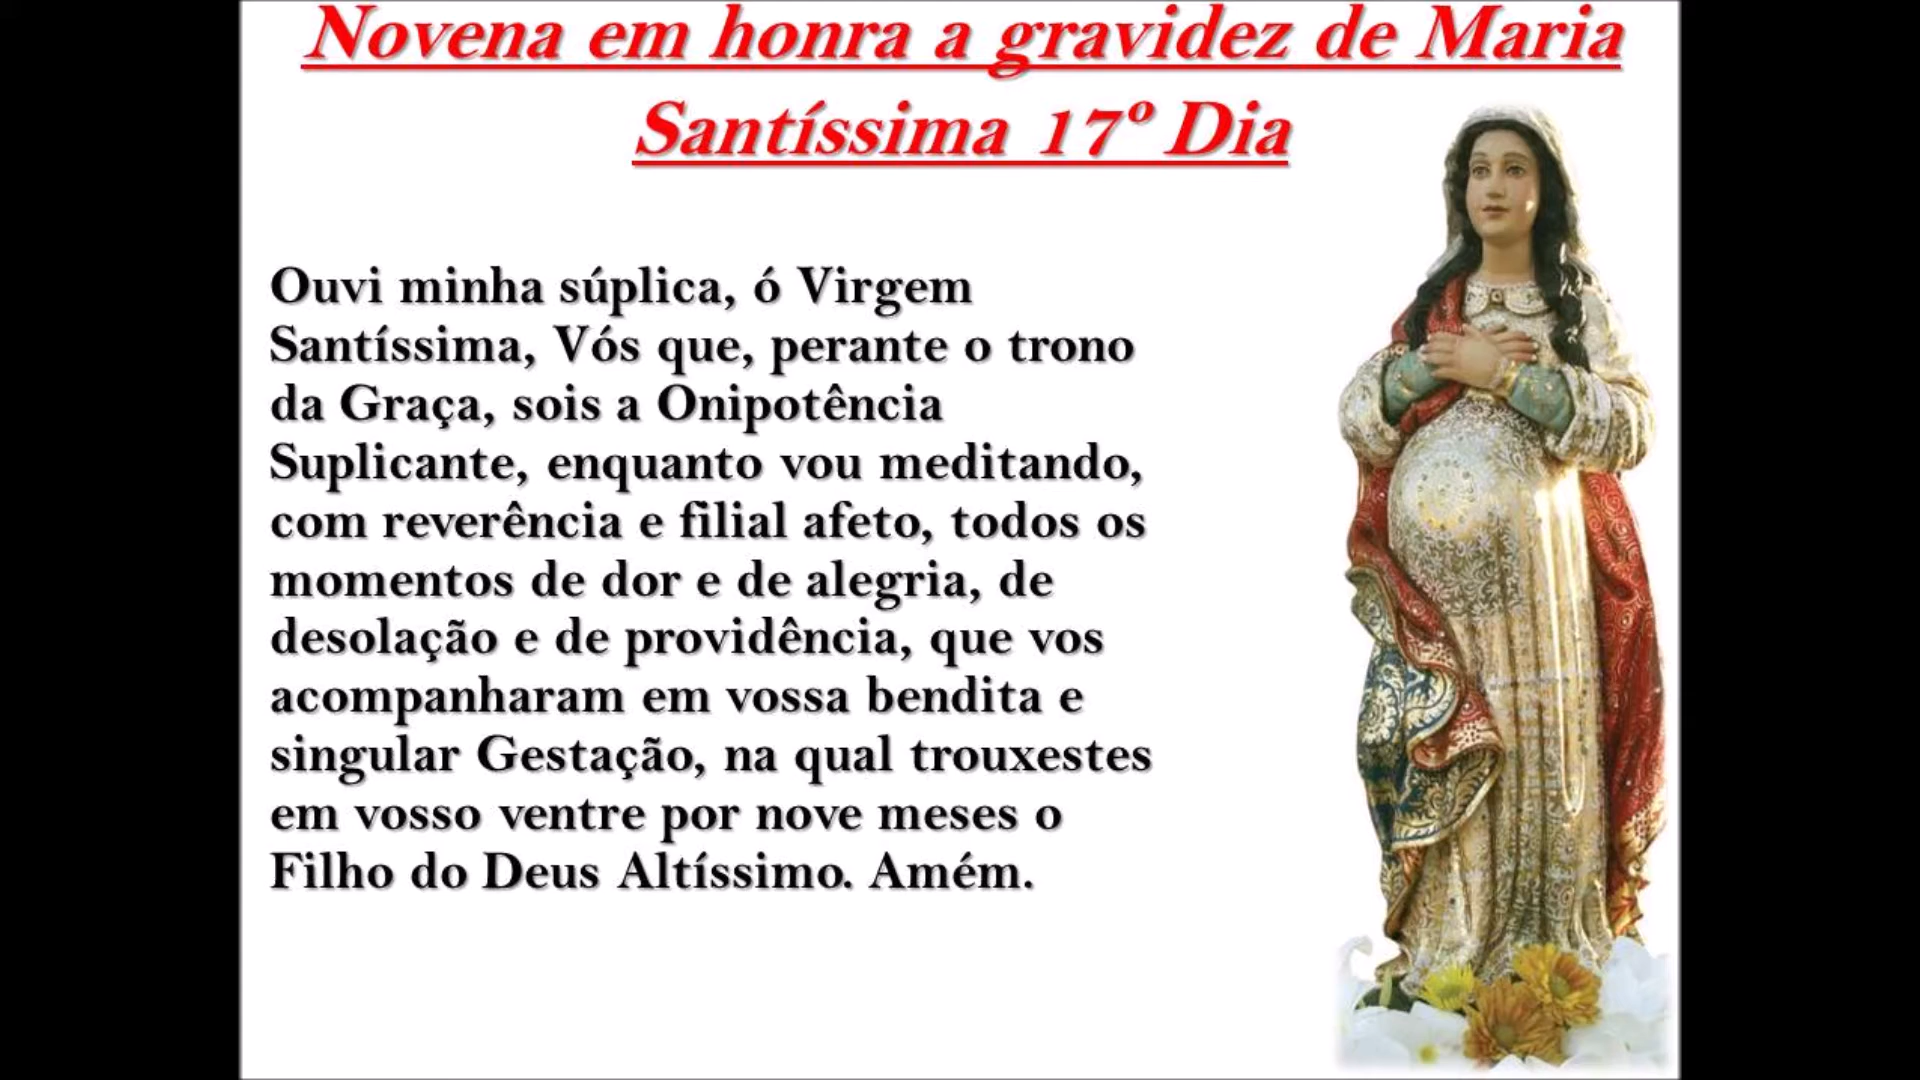 Novena em honra a gravidez de Maria
Santíssima 17º Dia
Ouvi minha súplica, ó Virgem
Santíssima, Vós que, perante o trono
da Graça, sois a Onipotência
Suplicante, enquanto vou meditando,
com reverência e filial afeto, todos os
momentos de dor e de alegria, de
desolação e de providência, que vos
acompanharam em vossa bendita e
singular Gestação, na qual trouxestes
em vosso ventre por nove meses o
Filho do Deus Altíssimo. Amém.